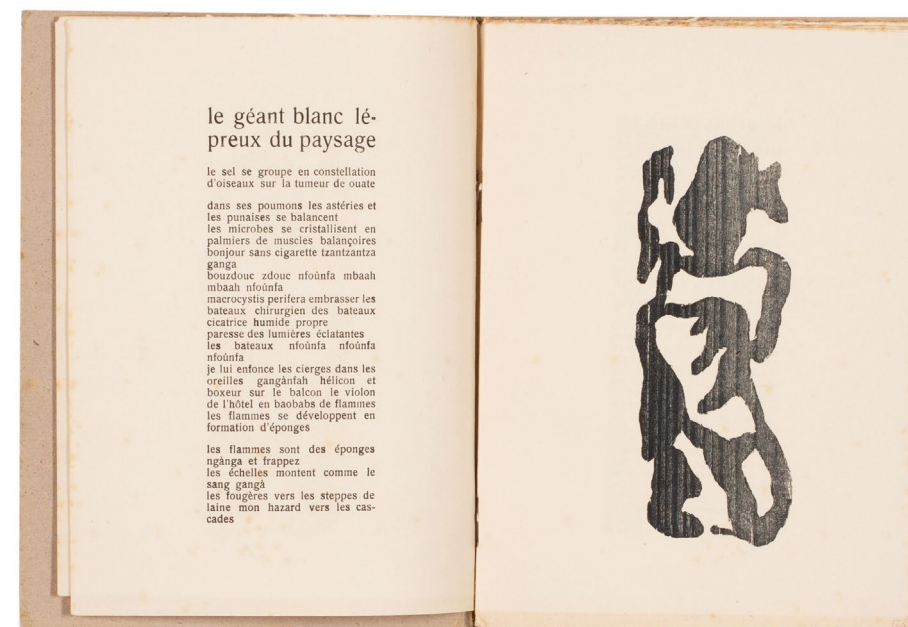 le géant blanc lé-
preux du paysage
le sel se groupe en constellation
d'oiseaux sur la tumeur de ouate
dans ses poumons les astéries et
les punaises se balancent
les microbes se cristallisent en
palmiers de muscles balançoires
bonjour sans cigarette tzantzantza
ganga
bouzdouc zdouc nfoùnfa mbaah
mbaah nfoùnfa
macrocystis perifera embrasser les
bateaux chirurgien des bateaux
cicatrice humide propre
paresse des lumières éclatantes
les bateaux nfoùnfa nfoùnfa
nfoùnfa
je lui enfonce les cierges dans les
oreilles gangànfah hélicon et
boxeur sur le balcon le violon
de l'hôtel en baobabs de flammes
les flammes se développent en
formation d'éponges
les flammes sont des éponges
ngànga et frappez
les échelles montent comme le
sang gangà
les fougères vers les steppes de
laine mon hazard vers les cas-
cades